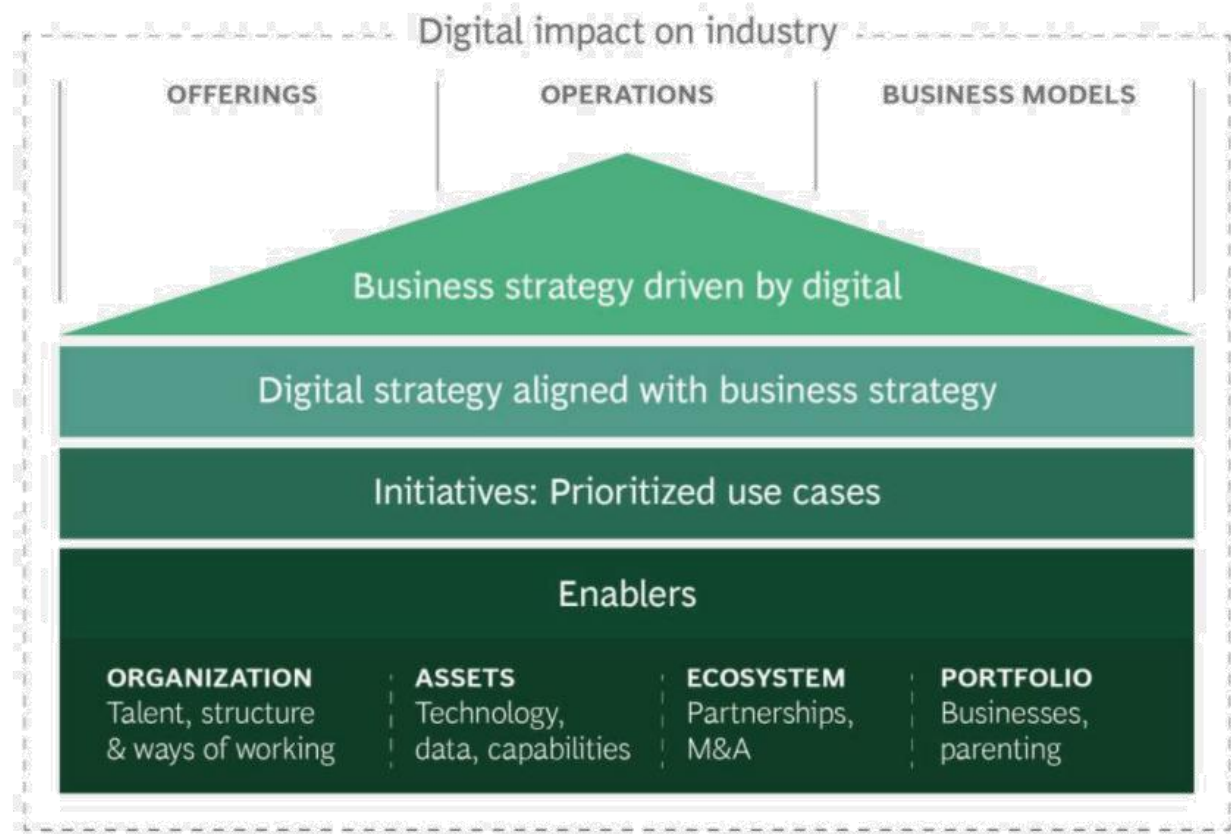 Digital impact on industry
OFFERINGS
OPERATIONS
BUSINESS MODELS
Business strategy driven by digital
Digital strategy aligned with business strategy
Initiatives: Prioritized use cases
Enablers
ORGANIZATION
Talent, structure
& ways of working
ASSETS
Technology,
data, capabilities
ECOSYSTEM
Partnerships,
M&A
PORTFOLIO
Businesses,
parenting